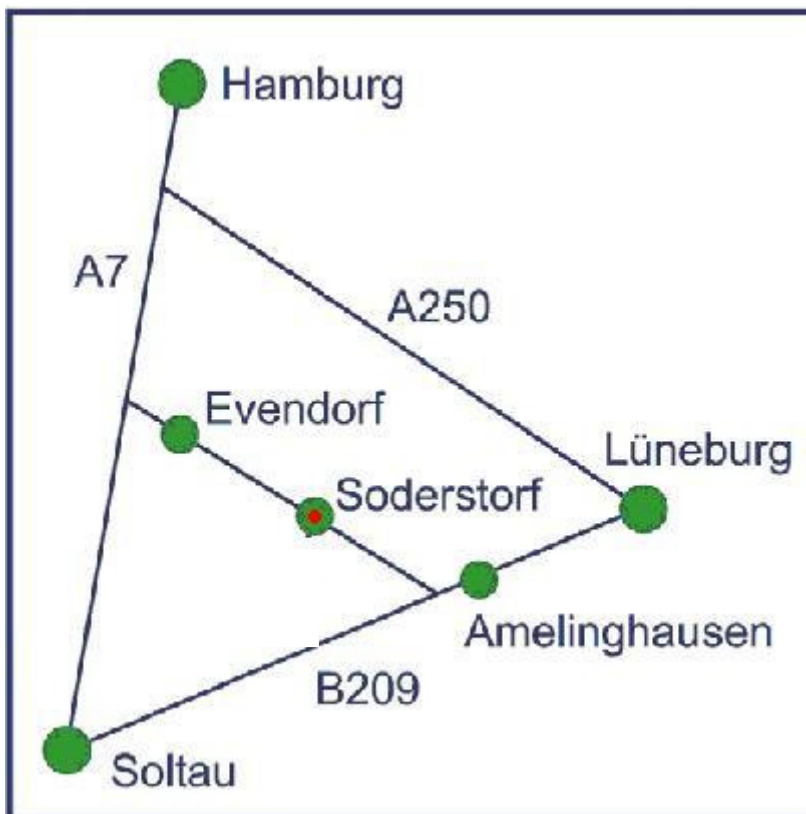 Hamburg
A7
A250
Evendorf
Lüneburg
Soderstorf
Amelinghausen
B209
Soltau